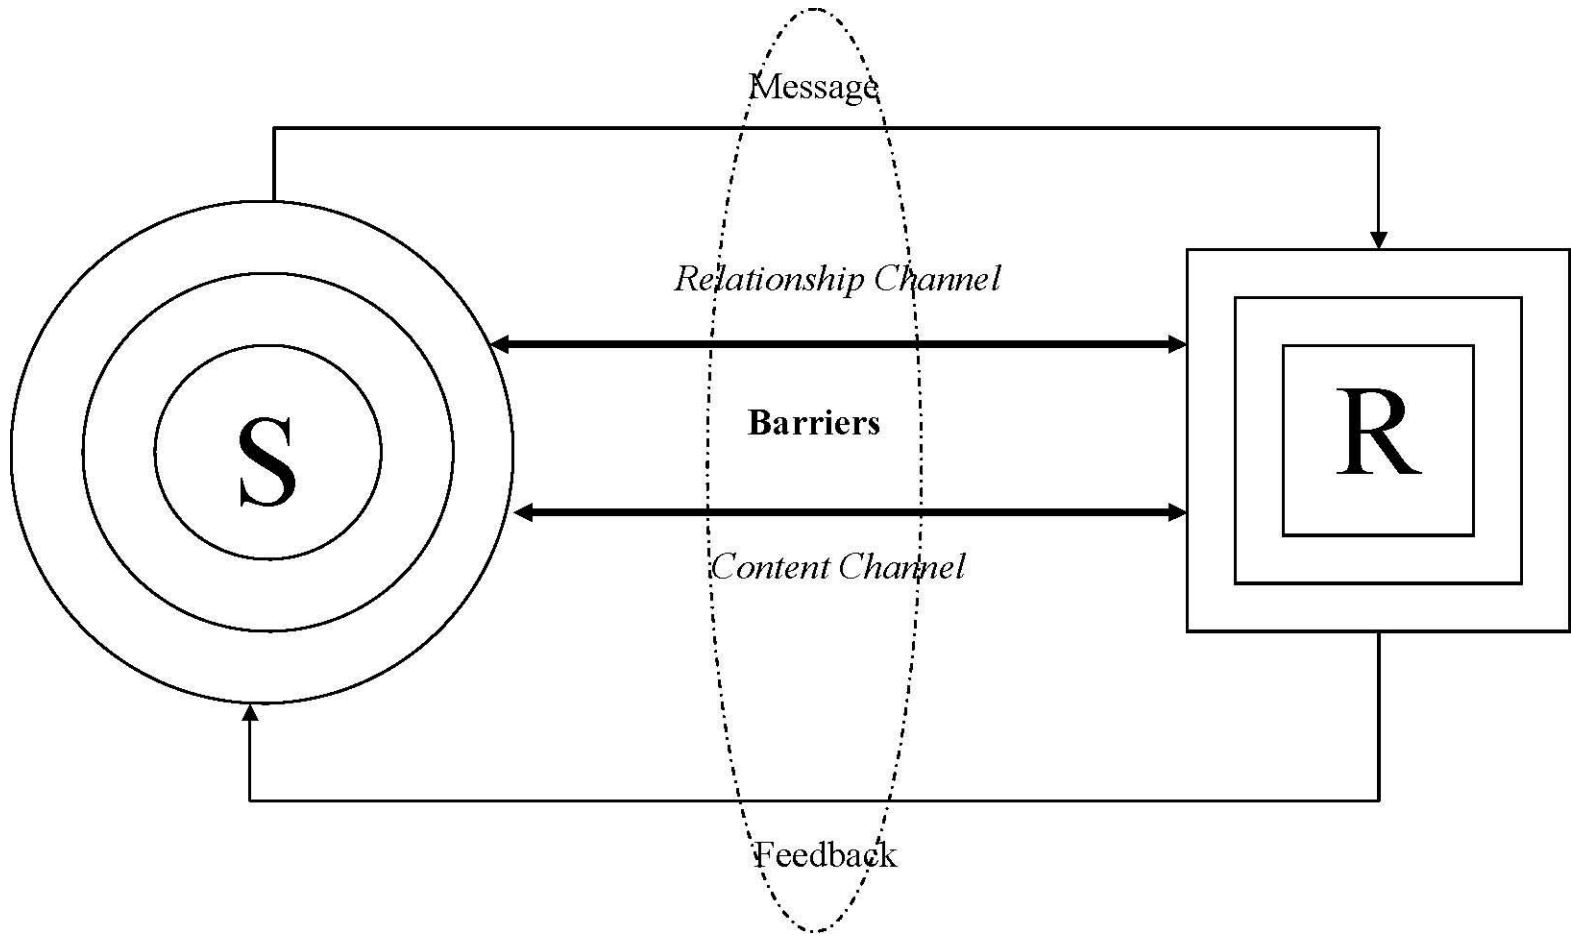 Message
Relationship Channel
S
Barriers
R
Content Channel
Feedback